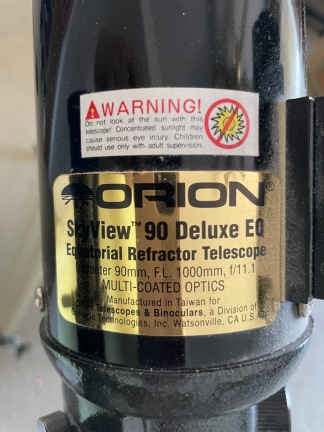 WARNING!
Do not look at the sun with this
telescope! Concentrated sunlight may
cause serious eye injury. Children
should use only with adult supervision.
ORION®
SkyView™ 90 Deluxe EQ
Equatorial Refractor Telescope
90mm, F.L. 1000mm, f/11.1
MULTI-COATED OPTICS
Manufactured in Taiwan for
Telescopes & Binoculars, a Division of
Technologies, Inc. Watsonville, CA U.S.A.